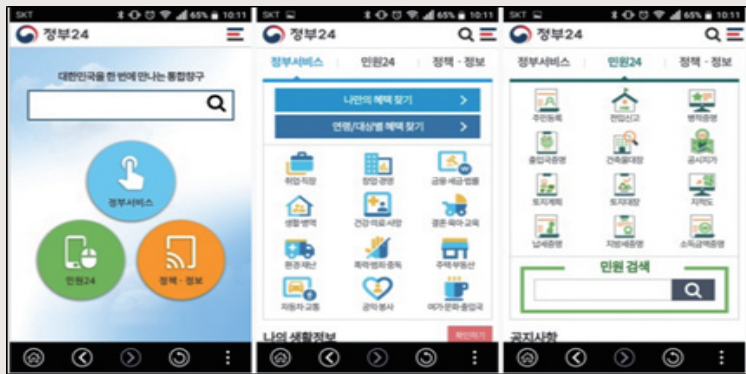 SKT 65% 10:11
정부24
대한민국을 한 번에 만나는 통합창구
정부서비스
민원24
정책·정보
SKT 65% 10:11
정부24
정부서비스 민원24 정책·정보
나만의 혜택 찾기 >
연령/대상별 혜택 찾기 >
취업·직장 창업·경영 금융·세금·법률
생활·병역 건강·의료·사망 결혼·육아·교육
환경·재난 폭력·범죄·중독 주택·부동산
자동차·교통 공익·봉사 여가·문화·출입국
나의 생활정보 확인하기
SKT 65% 10:11
정부24
정부서비스 민원24 정책·정보
주민등록 전입신고 병적증명
출입국증명 건축물대장 공시지가
토지계획 토지대장 지적도
납세증명 지방세증명 소득금액증명
민원 검색
공지사항